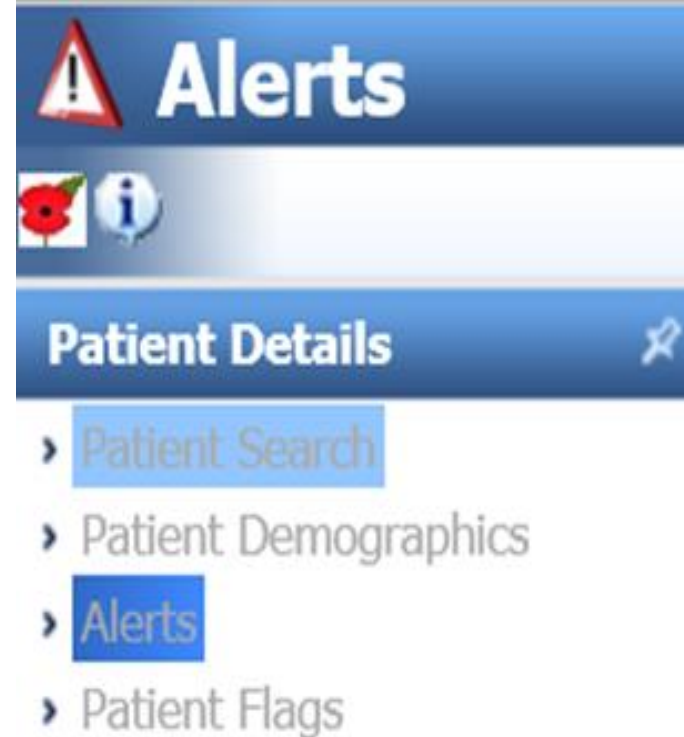 Alerts
Patient Details
Patient Search
Patient Demographics
Alerts
Patient Flags